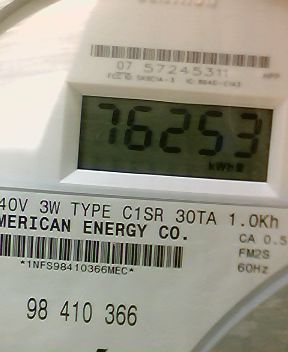 07 57245311
76253
kWh
40V 3W TYPE C1SR 30TA 1.0Kh
MERICAN ENERGY CO.
CA 0.5
FM2S
*1NFS98410366MEC*
60Hz
98 410 366